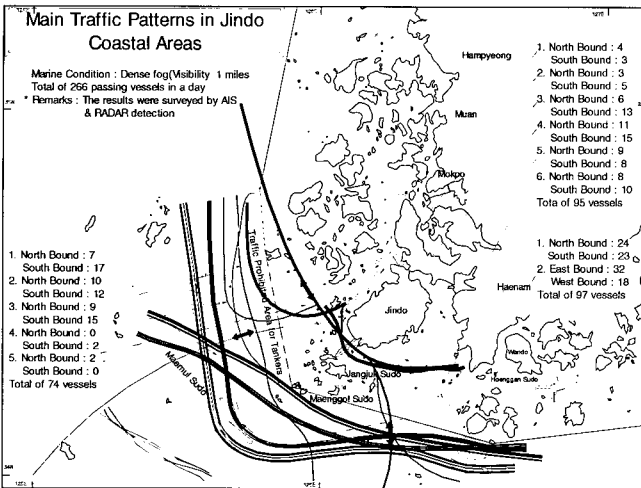 Main Traffic Patterns in Jindo
Coastal Areas
Marine Condition : Dense fog(Visibility 1 miles
Total of 266 passing vessels in a day
* Remarks : The results were surveyed by AIS
& RADAR detection
Hampyeong
Muan
Mokpo
1. North Bound : 4
South Bound : 3
2. North Bound : 3
South Bound : 5
3. North Bound : 6
South Bound : 13
4. North Bound : 11
South Bound : 15
5. North Bound : 9
South Bound : 8
6. North Bound : 8
South Bound : 10
Total of 95 vessels
1. North Bound : 24
South Bound : 23
2. East Bound : 32
West Bound : 18
Total of 97 vessels
1. North Bound : 7
South Bound : 17
2. North Bound : 10
South Bound : 12
3. North Bound : 9
South Bound : 15
4. North Bound : 0
South Bound : 2
5. North Bound : 2
South Bound : 0
Total of 74 vessels
Traffic Prohibited Area for Tankers
Haenam
Jindo
Wando
Hoenggan Sudo
Jangjuk Sudo
Maenggol Sudo
Maemul Sudo